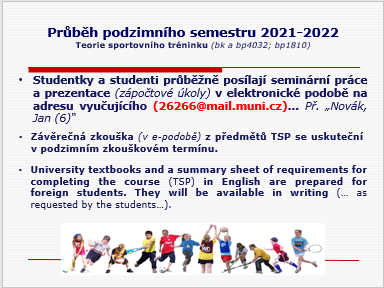 Průběh podzimního semestru 2021-2022
Teorie sportovního tréninku (bk a bp4032; bp1810)
• Studentky a studenti průběžně posílají seminární práce
a prezentace (zápočtové úkoly) v elektronické podobě na
adresu vyučujícího (26266@mail.muni.cz)… Př. „Novák,
Jan (6)“
• Závěrečná zkouška (v e-podobě) z předmětů TSP se uskuteční
v podzimním zkouškovém termínu.
• University textbooks and a summary sheet of requirements for
completing the course (TSP) in English are prepared for
foreign students. They will be available in writing (… as
requested by the students…).